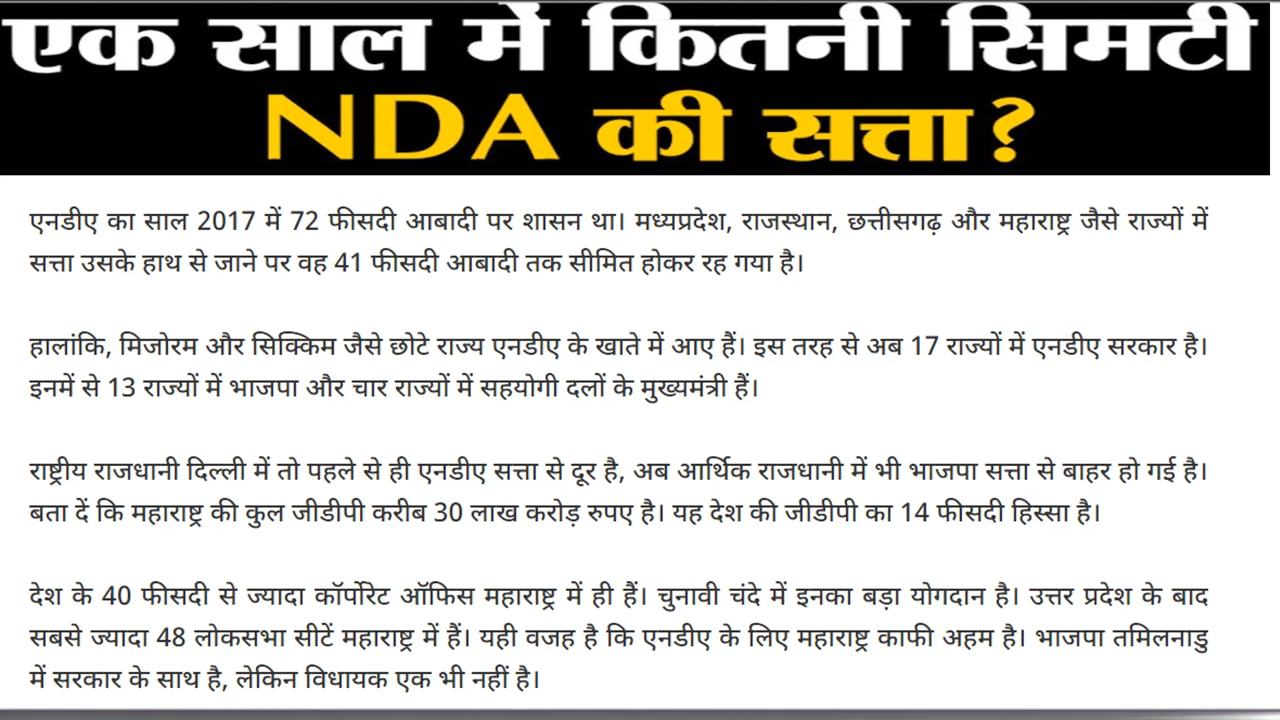 एक साल में कितनी सिमटी
NDA की सत्ता?
एनडीए का साल 2017 में 72 फीसदी आबादी पर शासन था। मध्यप्रदेश, राजस्थान, छत्तीसगढ़ और महाराष्ट्र जैसे राज्यों में
सत्ता उसके हाथ से जाने पर वह 41 फीसदी आबादी तक सीमित होकर रह गया है।
हालांकि, मिजोरम और सिक्किम जैसे छोटे राज्य एनडीए के खाते में आए हैं। इस तरह से अब 17 राज्यों में एनडीए सरकार है।
इनमें से 13 राज्यों में भाजपा और चार राज्यों में सहयोगी दलों के मुख्यमंत्री हैं।
राष्ट्रीय राजधानी दिल्ली में तो पहले से ही एनडीए सत्ता से दूर है, अब आर्थिक राजधानी में भी भाजपा सत्ता से बाहर हो गई है।
बता दें कि महाराष्ट्र की कुल जीडीपी करीब 30 लाख करोड़ रुपए है। यह देश की जीडीपी का 14 फीसदी हिस्सा है।
देश के 40 फीसदी से ज्यादा कॉर्पोरेट ऑफिस महाराष्ट्र में ही हैं। चुनावी चंदे में इनका बड़ा योगदान है। उत्तर प्रदेश के बाद
सबसे ज्यादा 48 लोकसभा सीटें महाराष्ट्र में हैं। यही वजह है कि एनडीए के लिए महाराष्ट्र काफी अहम है। भाजपा तमिलनाडु
में सरकार के साथ है, लेकिन विधायक एक भी नहीं है।